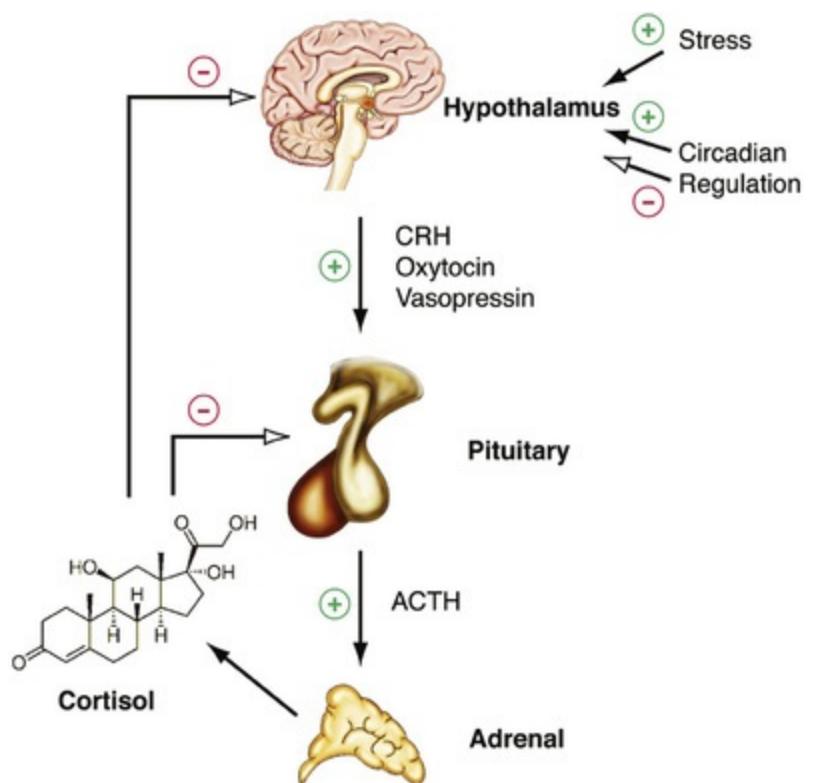 Stress
Hypothalamus
Circadian
Regulation
CRH
Oxytocin
Vasopressin
Pituitary
ACTH
O
OH
HO
OH
H
H
H
O
Cortisol
Adrenal